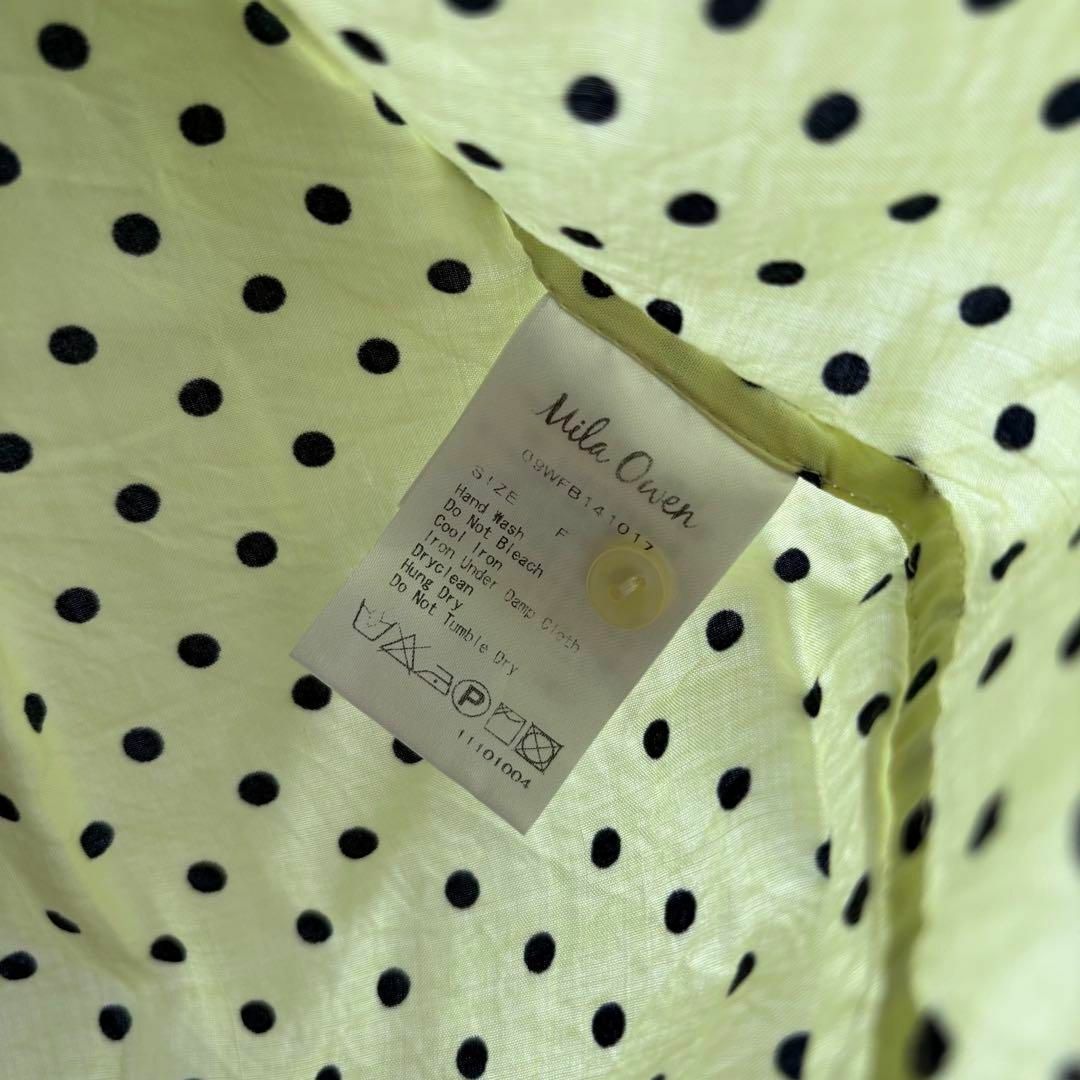 Mila Owen
09WFB141017
SIZE F
Hand Wash
Do Not Bleach
Cool Iron
Iron Under Damp Cloth
Dryclean
Hung Dry
Do Not Tumble Dry
P
11101004